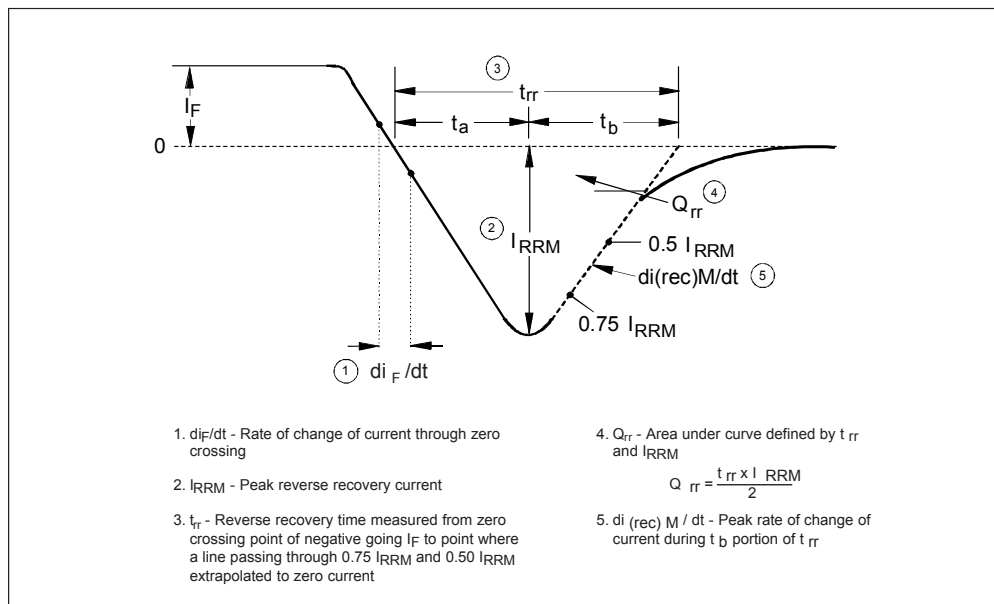 3
t rr
I F
t a
t b
0
Q rr
4
2
I RRM
0.5 I RRM
di(rec)M/dt
5
0.75 I RRM
1
di F /dt
1. diF/dt - Rate of change of current through zero
crossing
2. IRRM - Peak reverse recovery current
3. trr - Reverse recovery time measured from zero
crossing point of negative going IF to point where
a line passing through 0.75 IRRM and 0.50 IRRM
extrapolated to zero current
4. Qrr - Area under curve defined by t rr
and IRRM
Q rr = t rr x I RRM
2
5. di (rec) M / dt - Peak rate of change of
current during t b portion of t rr